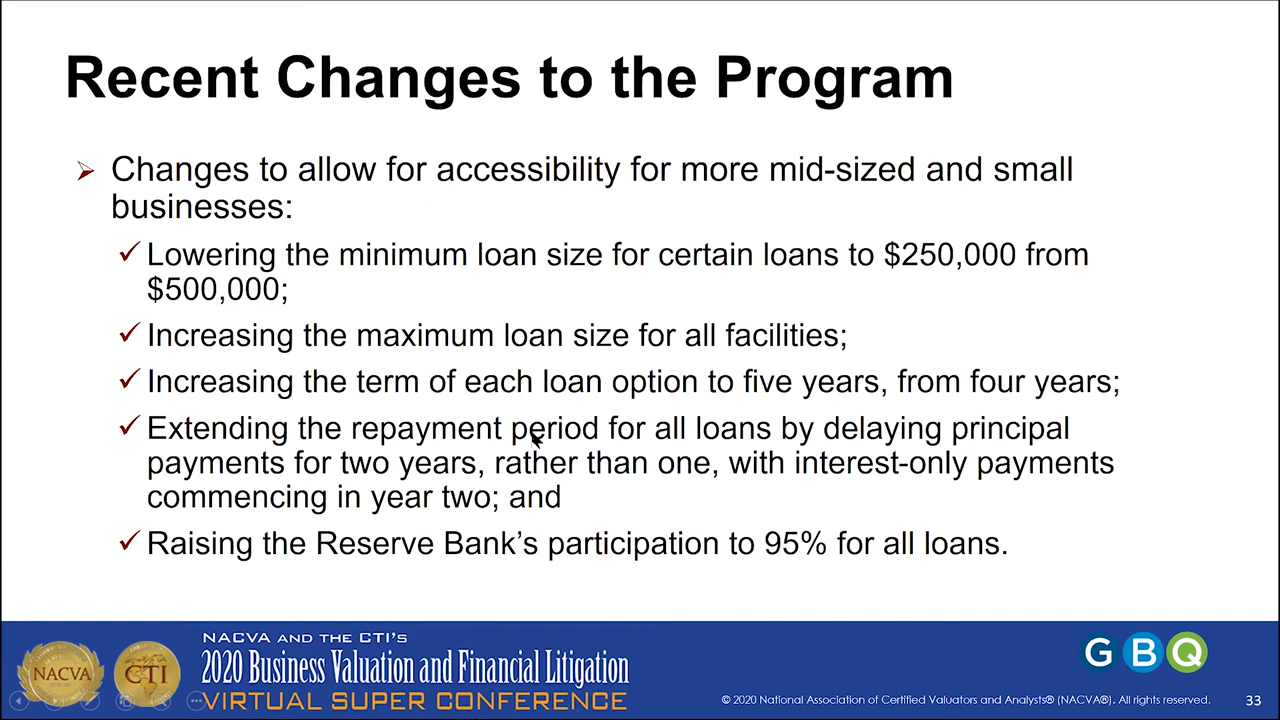 Recent Changes to the Program
Changes to allow for accessibility for more mid-sized and small
businesses:
Lowering the minimum loan size for certain loans to $250,000 from
$500,000;
Increasing the maximum loan size for all facilities;
Increasing the term of each loan option to five years, from four years;
Extending the repayment period for all loans by delaying principal
payments for two years, rather than one, with interest-only payments
commencing in year two; and
Raising the Reserve Bank’s participation to 95% for all loans.
NACVA
CTI
NACVA AND THE CTI’S
2020 Business Valuation and Financial Litigation
VIRTUAL SUPER CONFERENCE
GBQ
© 2020 National Association of Certified Valuators and Analysts® (NACVA®). All rights reserved.
33